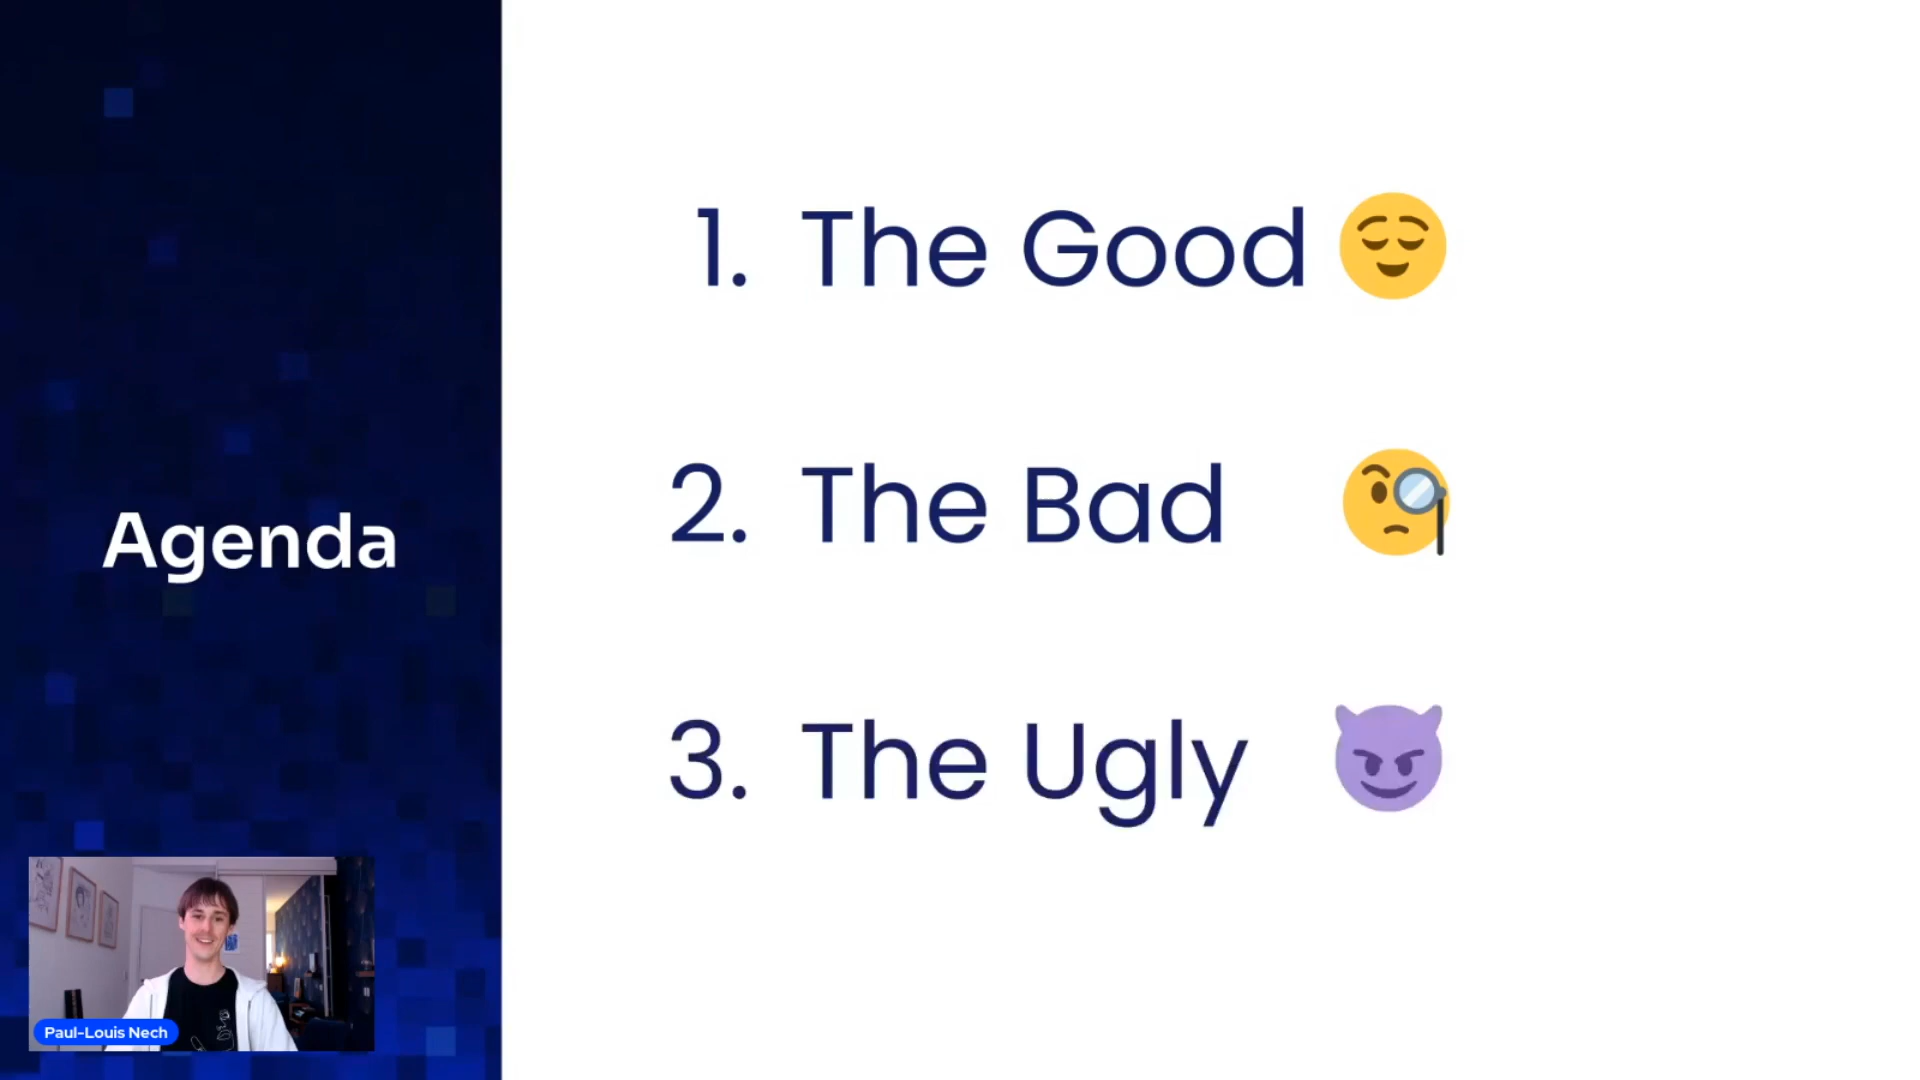 Agenda
1. The Good 😌
2. The Bad 🧐
3. The Ugly 😈
Paul-Louis Nech